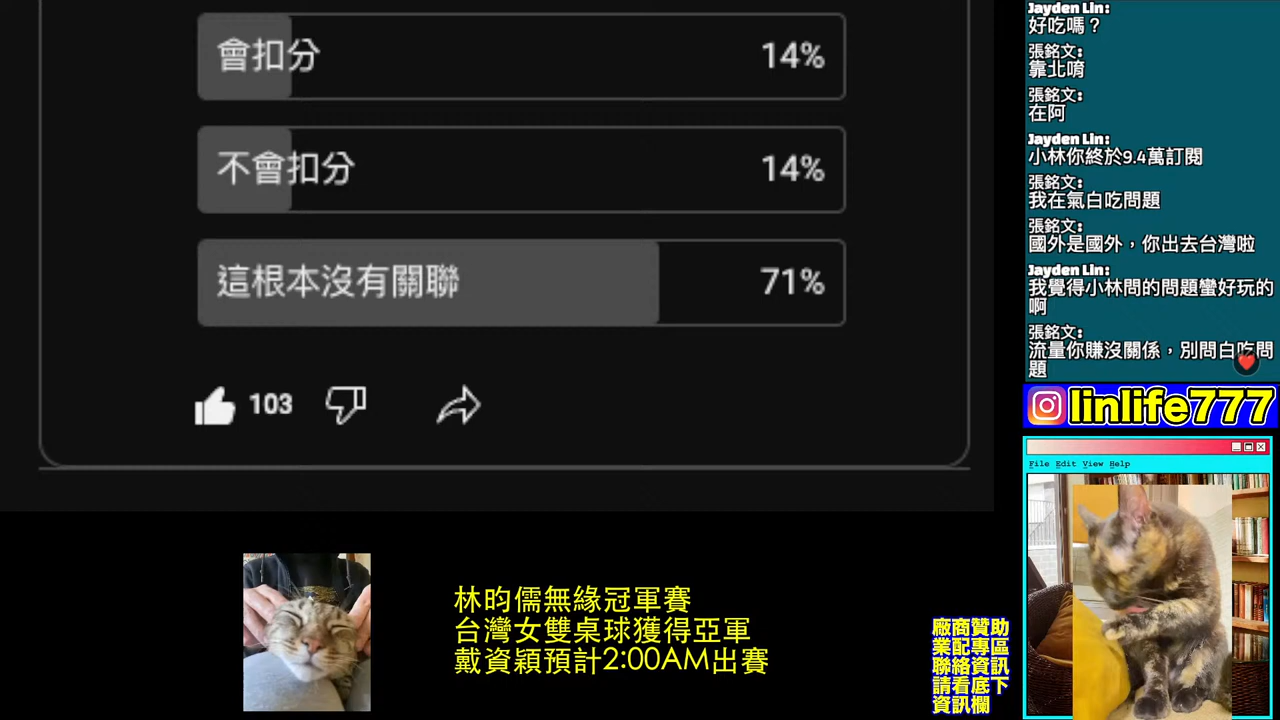 會扣分 14%
不會扣分 14%
這根本沒有關聯 71%
103
Jayden Lin:
好吃嗎？
張銘文:
靠北唷
張銘文:
在阿
Jayden Lin:
小林你終於9.4萬訂閱
張銘文:
我在氣白吃問題
張銘文:
國外是國外，你出去台灣啦
Jayden Lin:
我覺得小林問的問題蠻好玩的
啊
張銘文:
流量你賺沒關係，別問白吃問
題
linlife777
File Edit View Help
林昀儒無緣冠軍賽
台灣女雙桌球獲得亞軍
戴資穎預計2:00AM出賽
廠商贊助
業配專區
聯絡資訊
請看底下
資訊欄